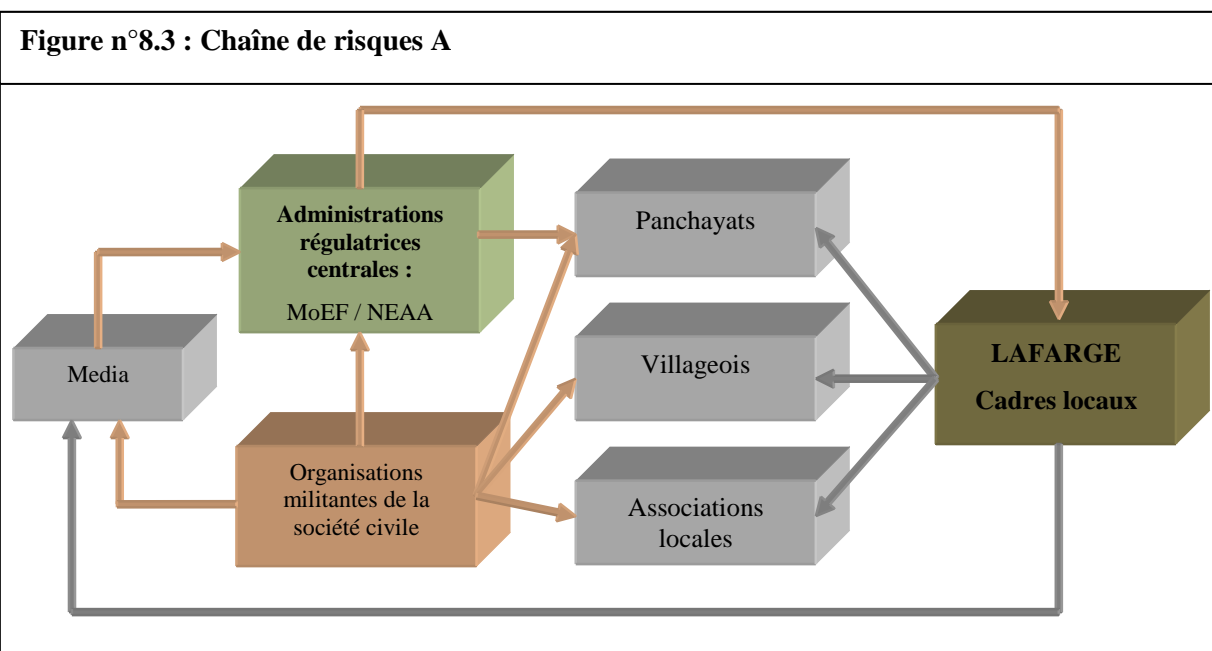 Figure n°8.3 : Chaîne de risques A
Administrations
régulatrices
centrales :
MoEF / NEAA
Panchayats
Media
Villageois
LAFARGE
Cadres locaux
Organisations
militantes de la
société civile
Associations
locales